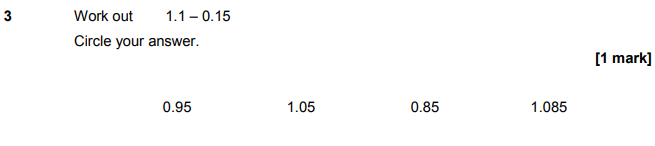 3 Work out 1.1 – 0.15
Circle your answer.
[1 mark]
0.95 1.05 0.85 1.085